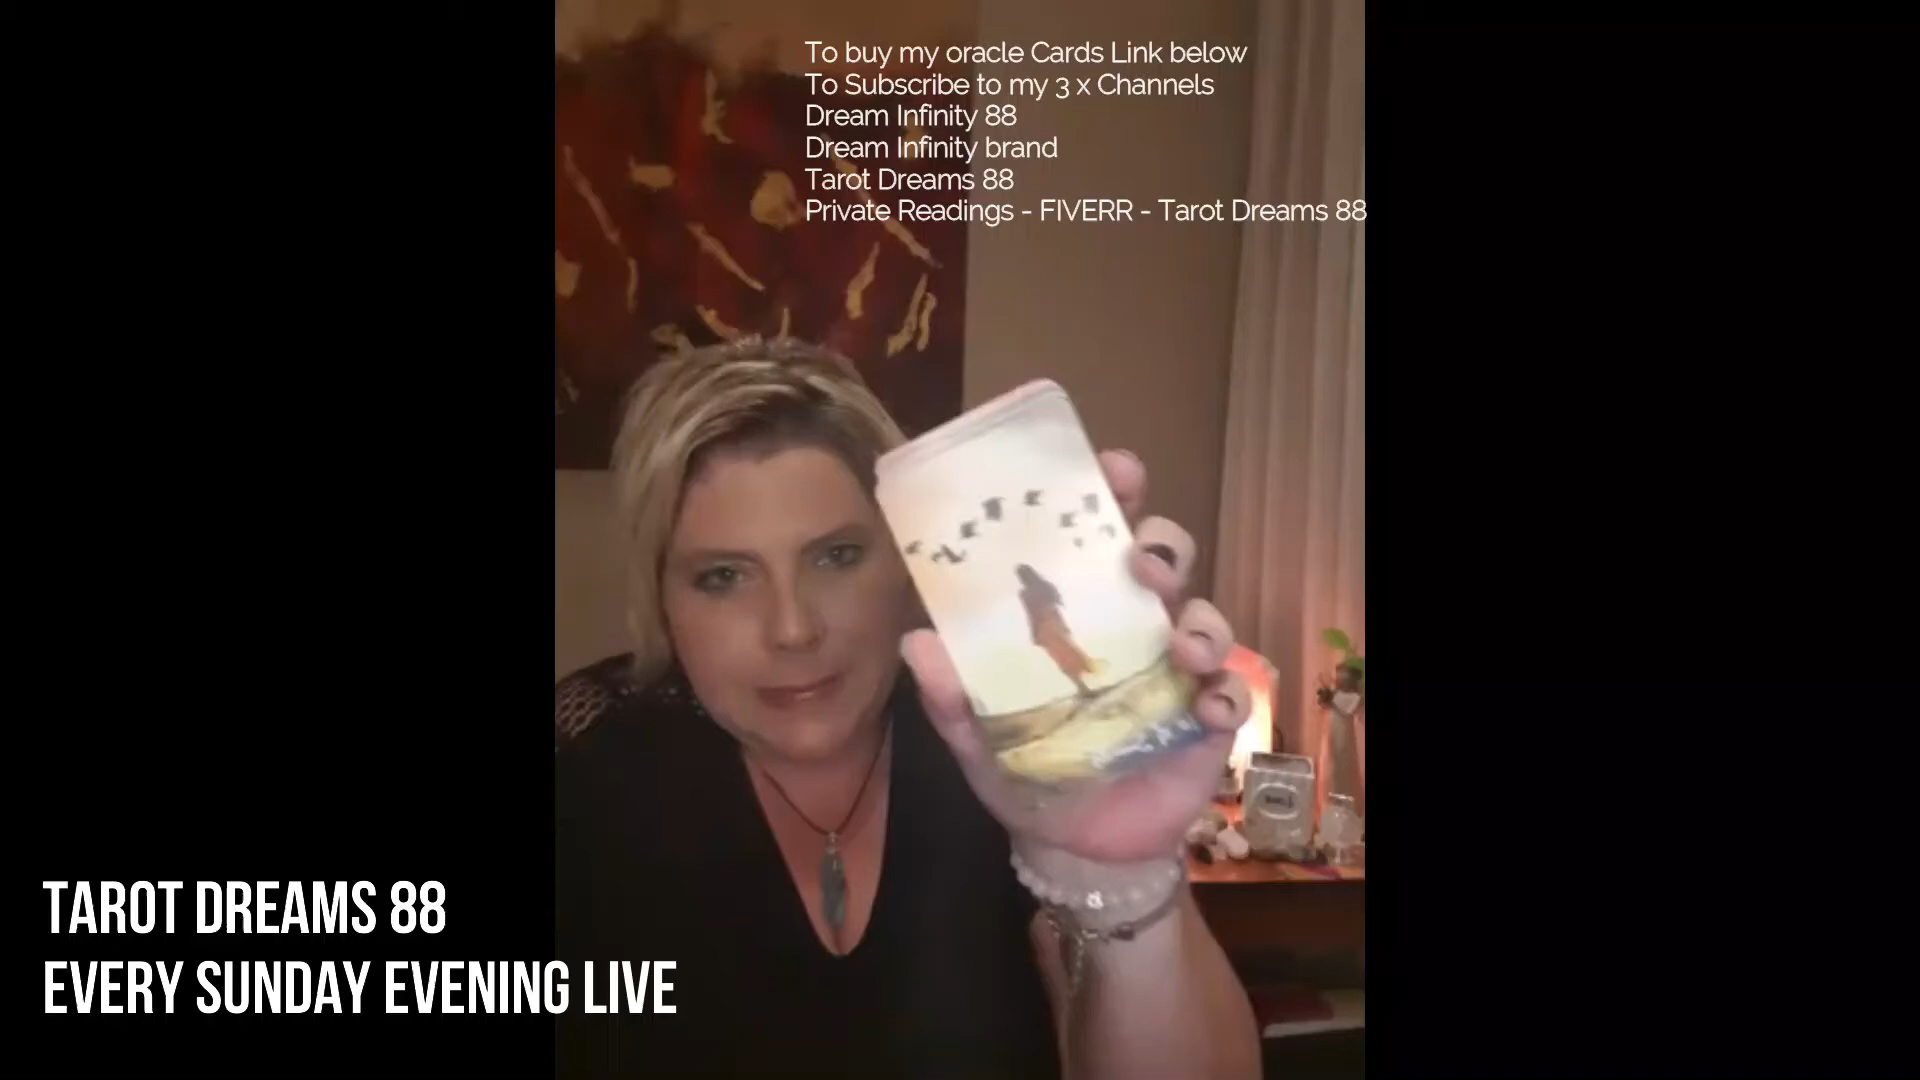 To buy my oracle Cards Link below
To Subscribe to my 3 x Channels
Dream Infinity 88
Dream Infinity brand
Tarot Dreams 88
Private Readings - FIVERR - Tarot Dreams 88
TAROT DREAMS 88
EVERY SUNDAY EVENING LIVE